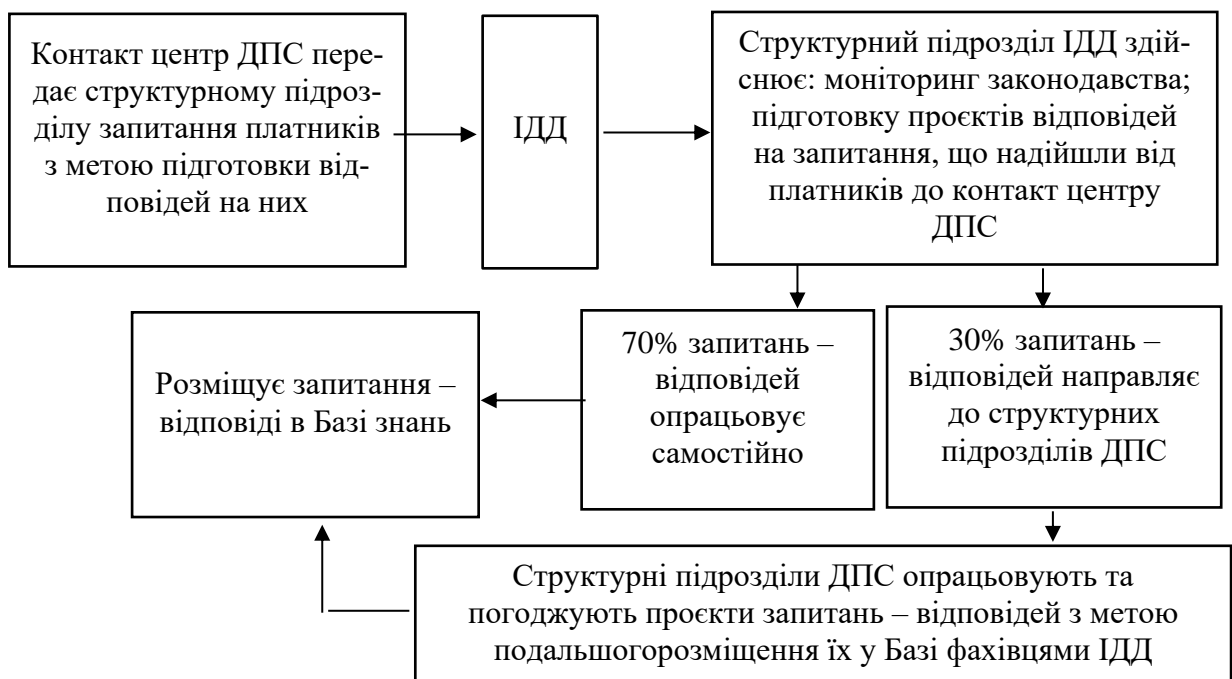 Контакт центр ДПС пере-
дає структурному підроз-
ділу запитання платників
з метою підготовки від-
повідей на них
ІДД
Структурний підрозділ ІДД здій-
снює: моніторинг законодавства;
підготовку проєктів відповідей
на запитання, що надійшли від
платників до контакт центру
ДПС
Розміщує запитання –
відповіді в Базі знань
70% запитань –
відповідей
опрацьовує
самостійно
30% запитань –
відповідей направляє
до структурних
підрозділів ДПС
Структурні підрозділи ДПС опрацьовують та
погоджують проєкти запитань – відповідей з метою
подальшогорозміщення їх у Базі фахівцями ІДД